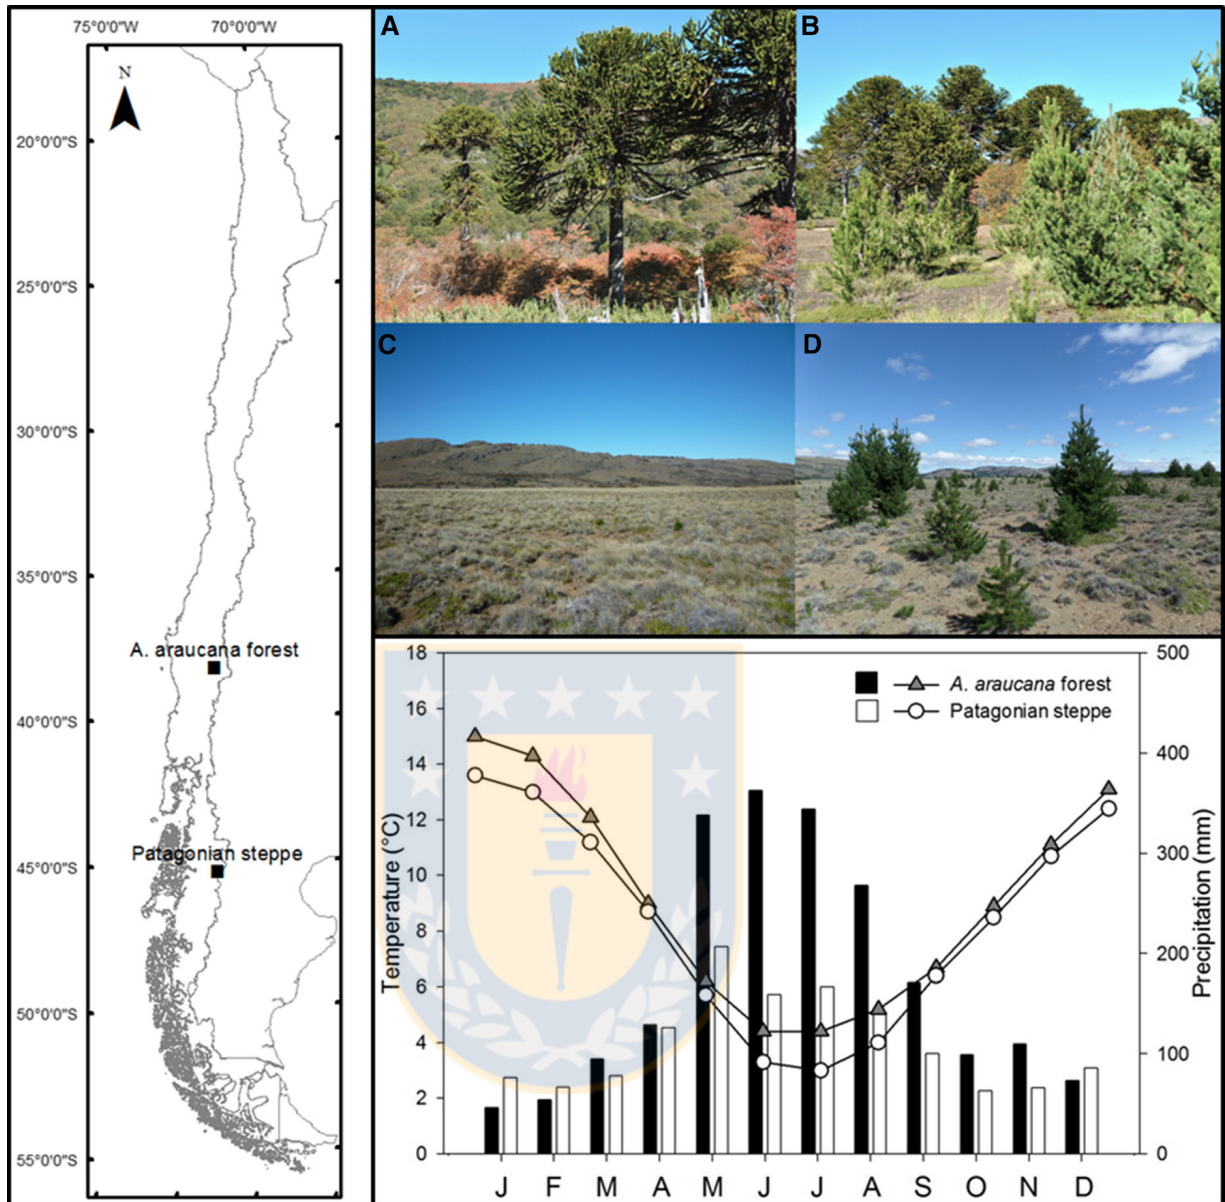 75°0'0"W 70°0'0"W
N
20°0'0"S
25°0'0"S
30°0'0"S
35°0'0"S
A. araucana forest
40°0'0"S
Patagonian steppe
45°0'0"S
50°0'0"S
55°0'0"S
A
B
C
D
18
16
14
12
10
8
6
4
2
0
Temperature (°C)
A. araucana forest
Patagonian steppe
500
400
300
200
100
0
Precipitation (mm)
J F M A M J J A S O N D